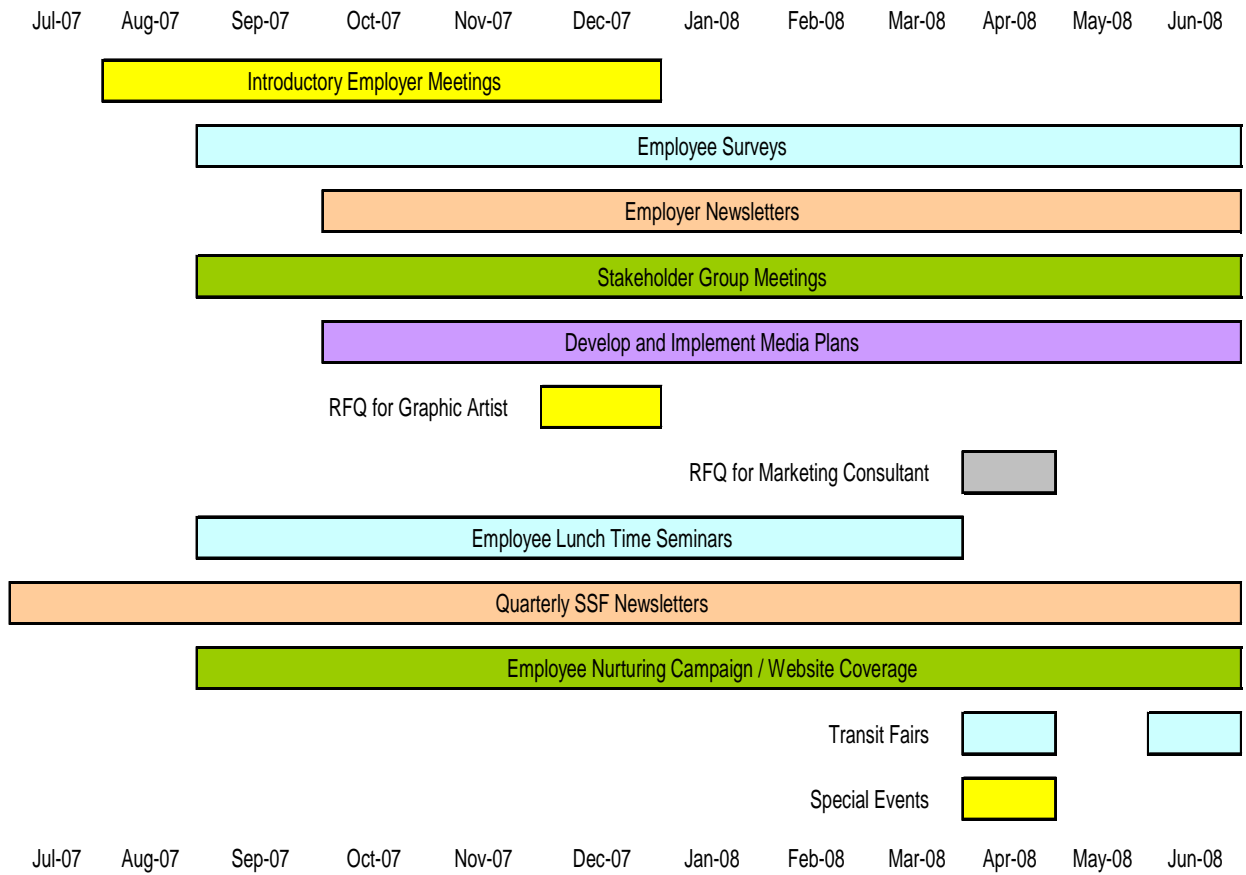 Jul-07 Aug-07 Sep-07 Oct-07 Nov-07 Dec-07 Jan-08 Feb-08 Mar-08 Apr-08 May-08 Jun-08
Introductory Employer Meetings
Employee Surveys
Employer Newsletters
Stakeholder Group Meetings
Develop and Implement Media Plans
RFQ for Graphic Artist
RFQ for Marketing Consultant
Employee Lunch Time Seminars
Quarterly SSF Newsletters
Employee Nurturing Campaign / Website Coverage
Transit Fairs
Special Events
Jul-07 Aug-07 Sep-07 Oct-07 Nov-07 Dec-07 Jan-08 Feb-08 Mar-08 Apr-08 May-08 Jun-08